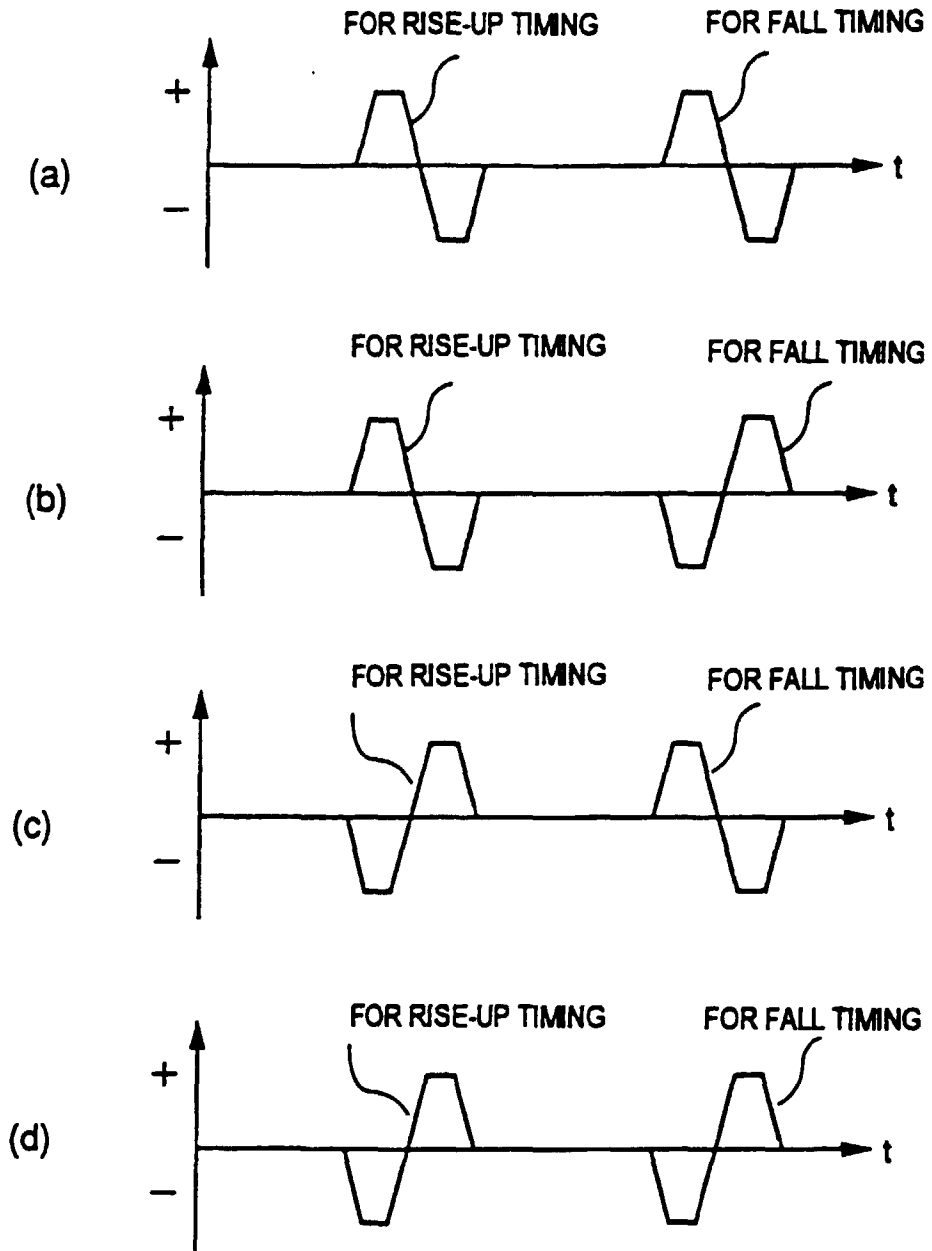 FOR RISE-UP TIMING FOR FALL TIMING
+
(a) t
−
FOR RISE-UP TIMING FOR FALL TIMING
+
(b) t
−
FOR RISE-UP TIMING FOR FALL TIMING
+
(c) t
−
FOR RISE-UP TIMING FOR FALL TIMING
+
(d) t
−